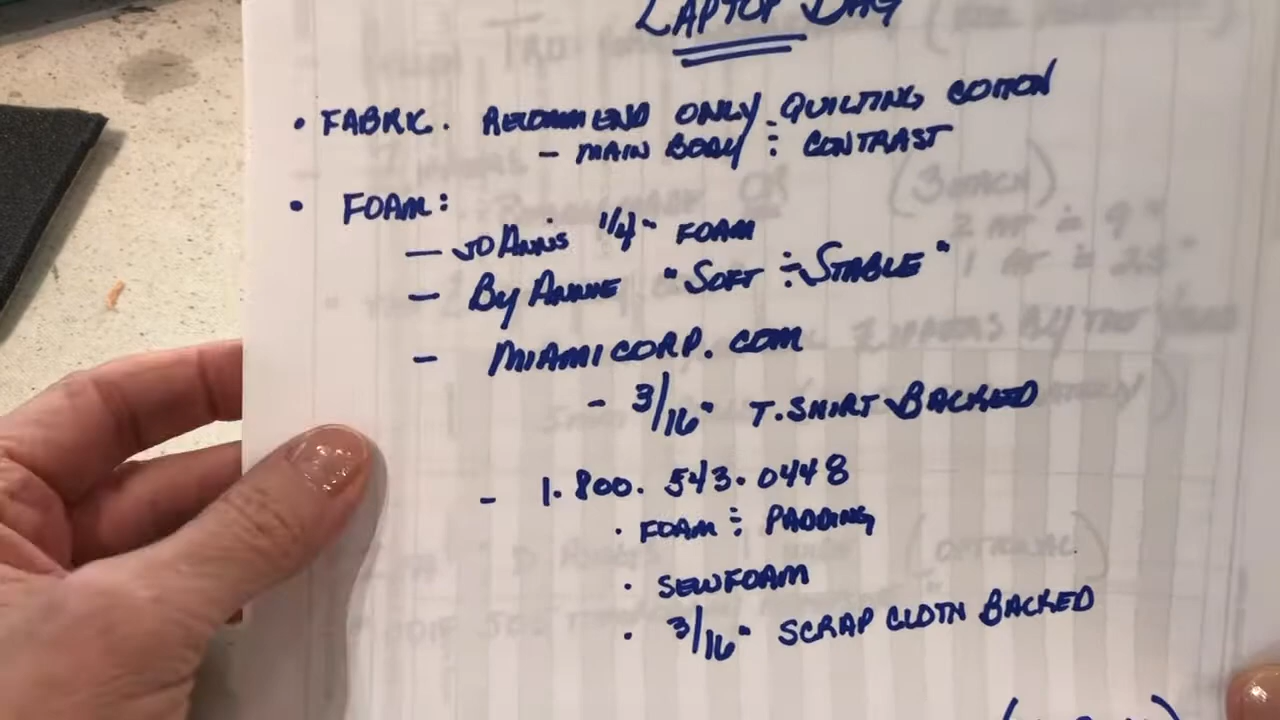 LAPTOP BAG
• FABRIC. RECOMMEND ONLY QUILTING COTTON
- MAIN BODY ÷ CONTRAST
• FOAM:
- JOANNS 1/4" FOAM
- By ANNIE "SOFT ÷ STABLE"
- MIAMICORP. COM
- 3/16" T.SHIRT BACKED
- 1. 800. 543. 0448
• FOAM ÷ PADDING
• SEWFOAM
• 3/16" SCRAP CLOTH BACKED